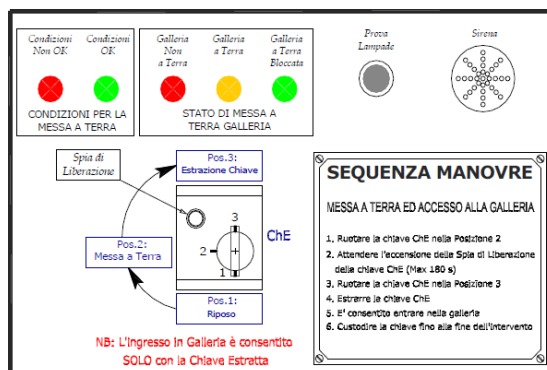 Condizioni
Non OK
Condizioni
OK
CONDIZIONI PER LA
MESSA A TERRA
Galleria
Non
a Terra
Galleria
a Terra
Galleria
a Terra
Bloccata
STATO DI MESSA A
TERRA GALLERIA
Prova
Lampade
Sirena
Spia di
Liberazione
Pos.3:
Estrazione Chiave
Pos.2:
Messa a Terra
3
2
1
ChE
Pos.1:
Riposo
NB: L'ingresso in Galleria è consentito
SOLO con la Chiave Estratta
SEQUENZA MANOVRE
MESSA A TERRA ED ACCESSO ALLA GALLERIA
1. Ruotare la chiave ChE nella Posizione 2
2. Attendere l'accensione delle Spia di Liberazione
della chiave ChE (Max 180 s)
3. Ruotare la chiave ChE nella Posizione 3
4. Estrarre la chiave ChE
5. E' consentito entrare nella galleria
6. Custodire la chiave fino alla fine dell'intervento